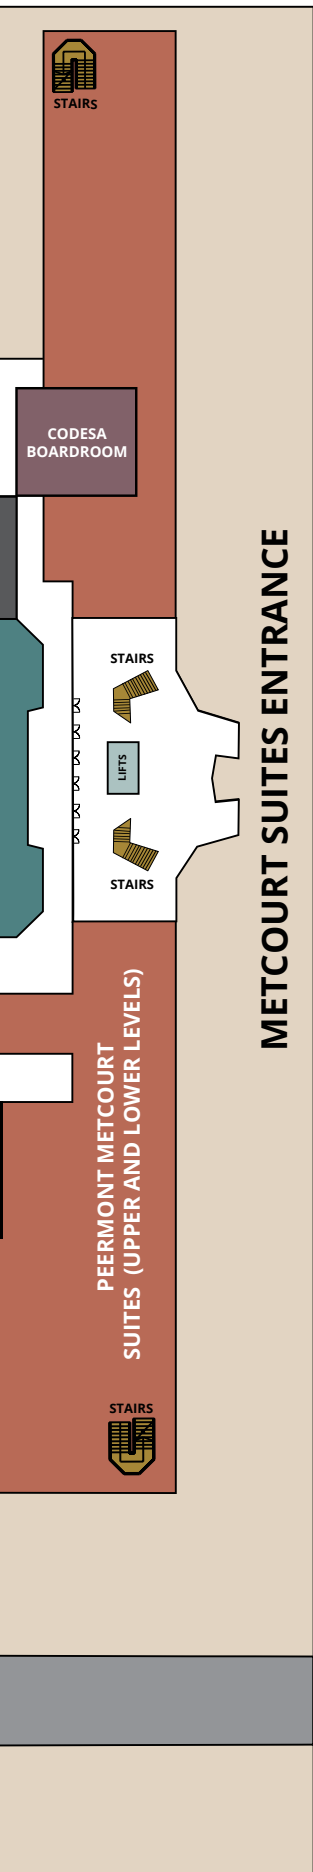 STAIRS
CODESA
BOARDROOM
STAIRS
LIFTS
STAIRS
METCOURT SUITES ENTRANCE
PEERMONT METCOURT
SUITES (UPPER AND LOWER LEVELS)
STAIRS